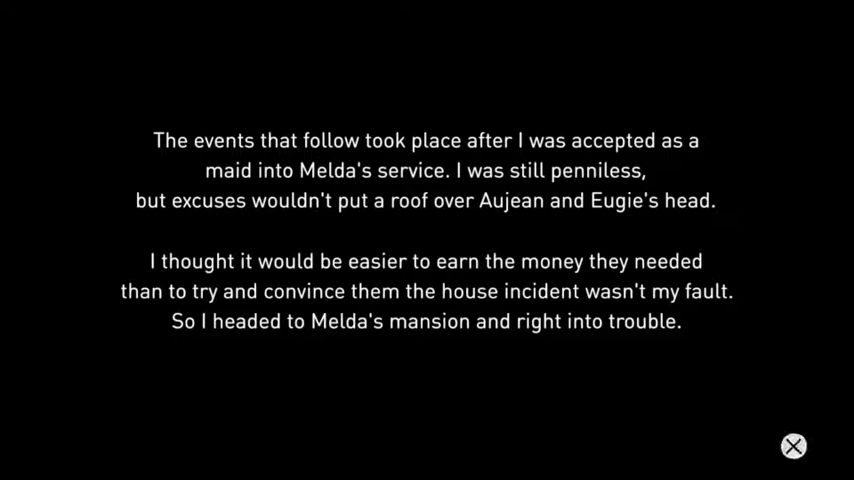 The events that follow took place after I was accepted as a
maid into Melda's service. I was still penniless,
but excuses wouldn't put a roof over Aujean and Eugie's head.
I thought it would be easier to earn the money they needed
than to try and convince them the house incident wasn't my fault.
So I headed to Melda's mansion and right into trouble.